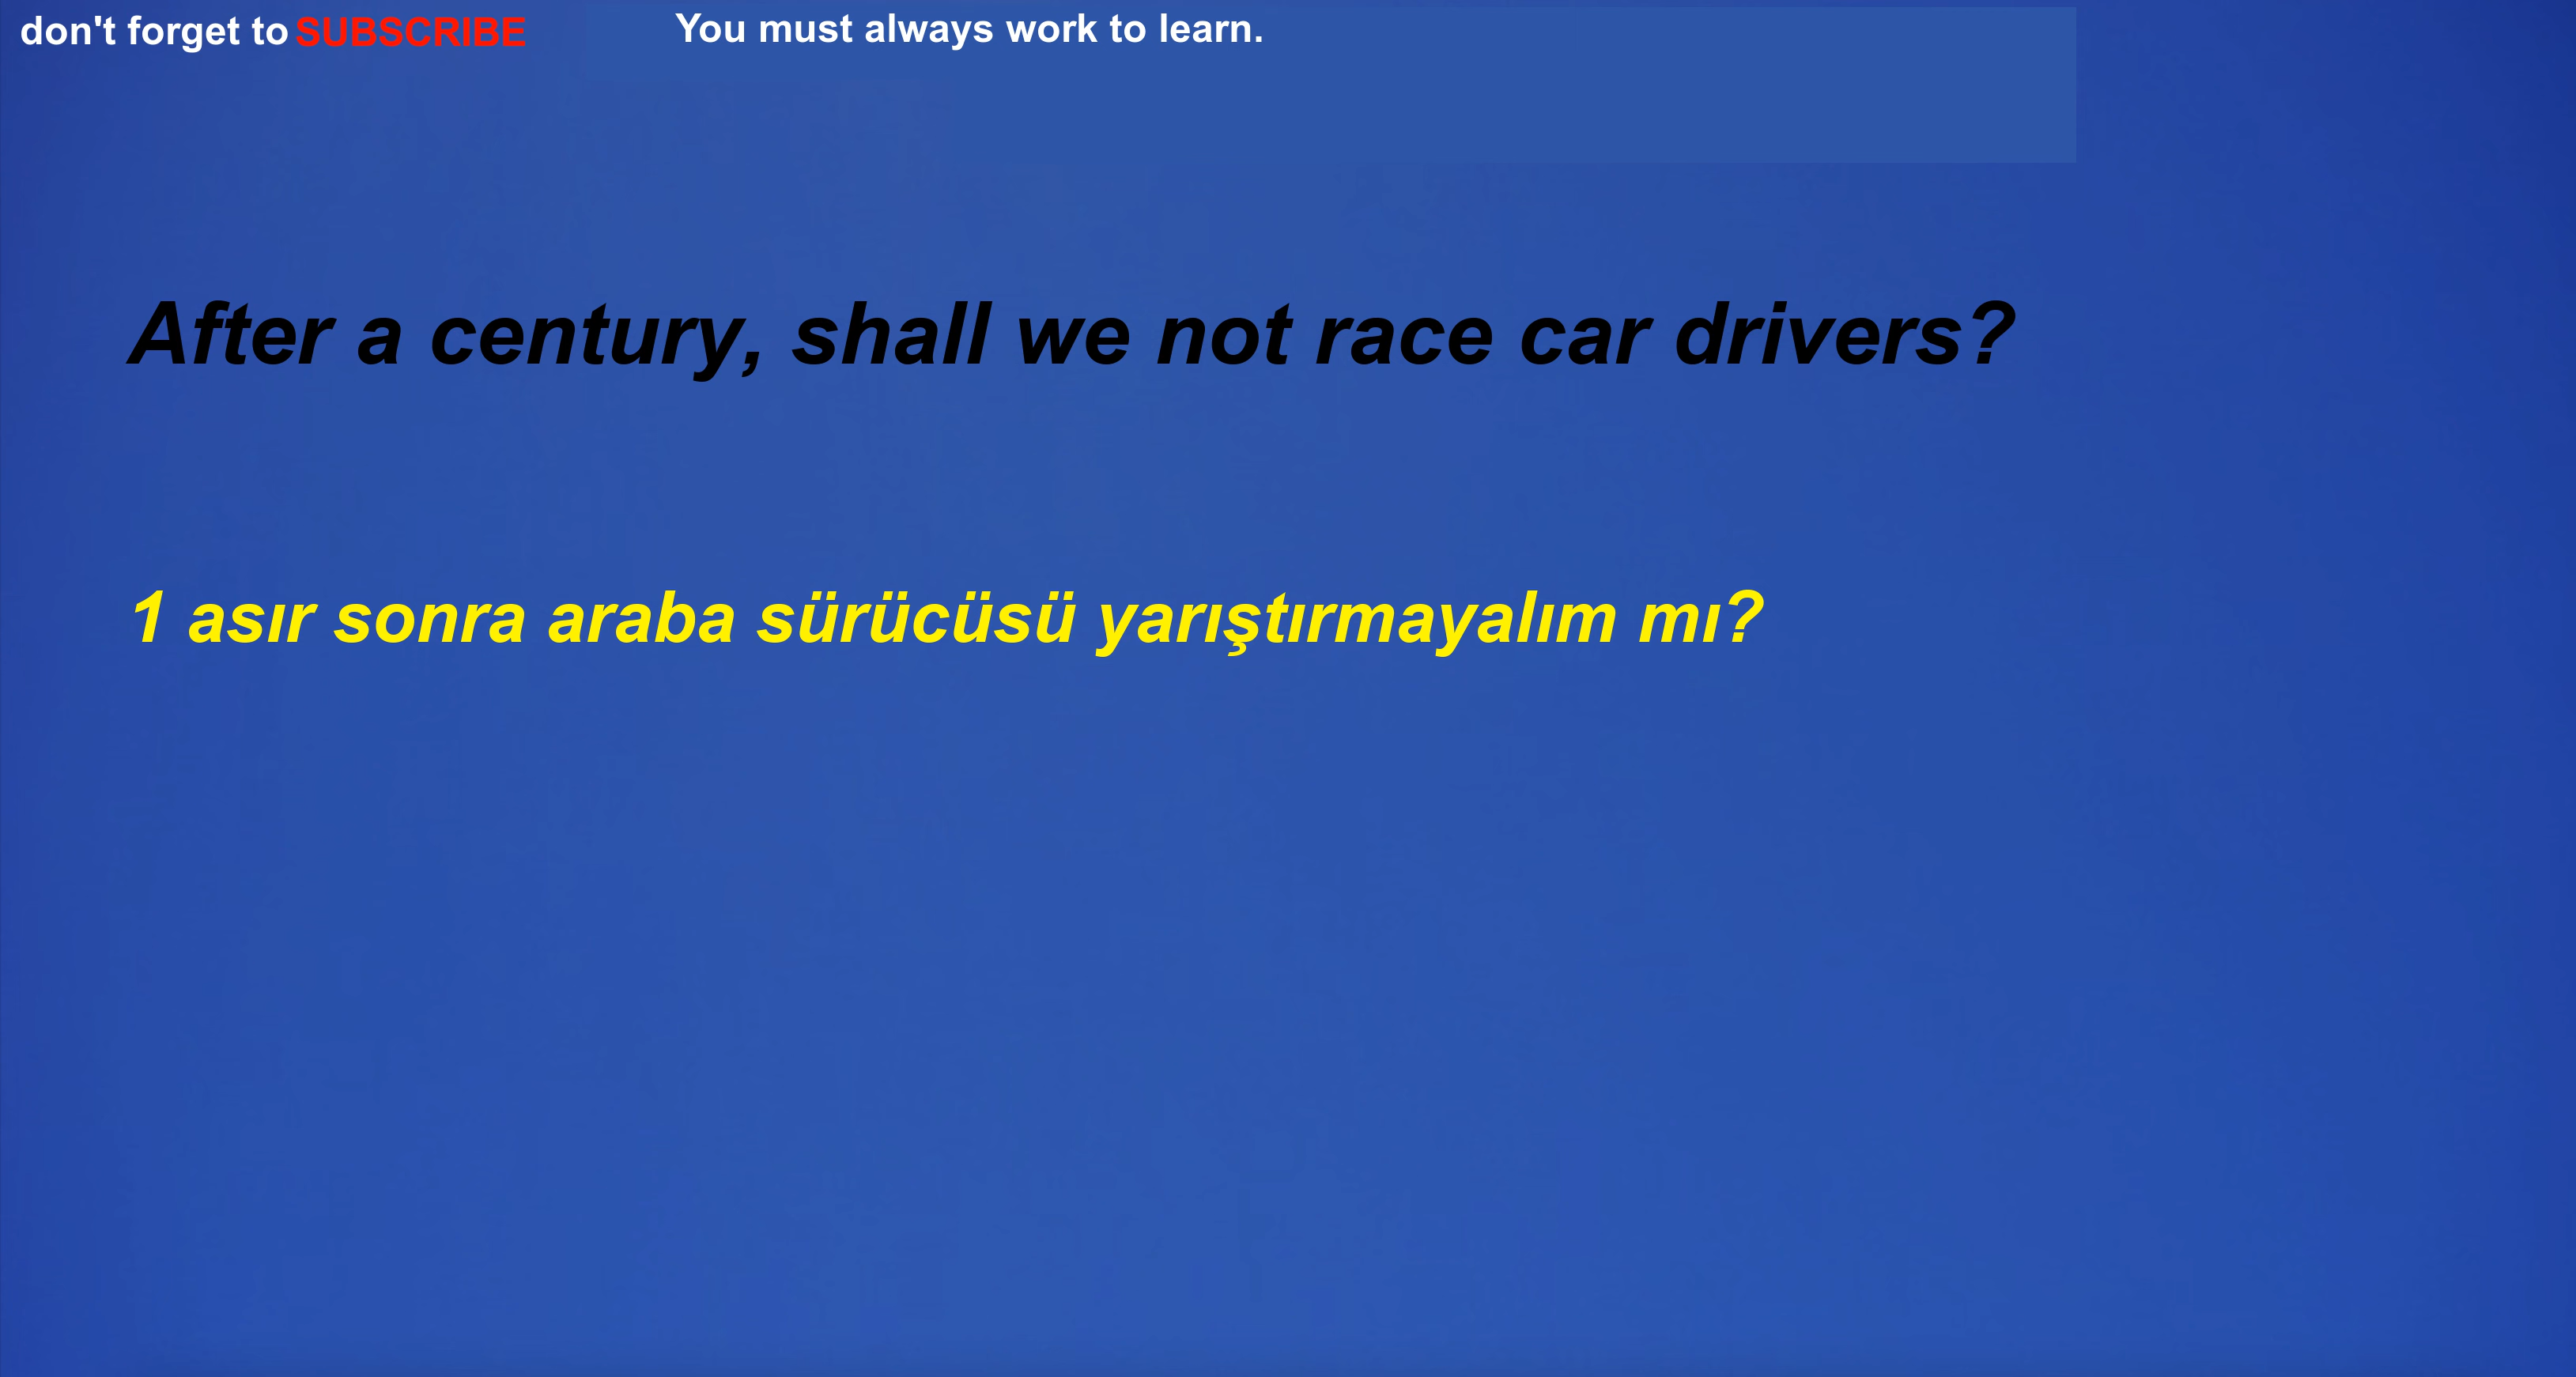 don't forget to SUBSCRIBE You must always work to learn.
After a century, shall we not race car drivers?
1 asır sonra araba sürücüsü yarıştırmayalım mı?